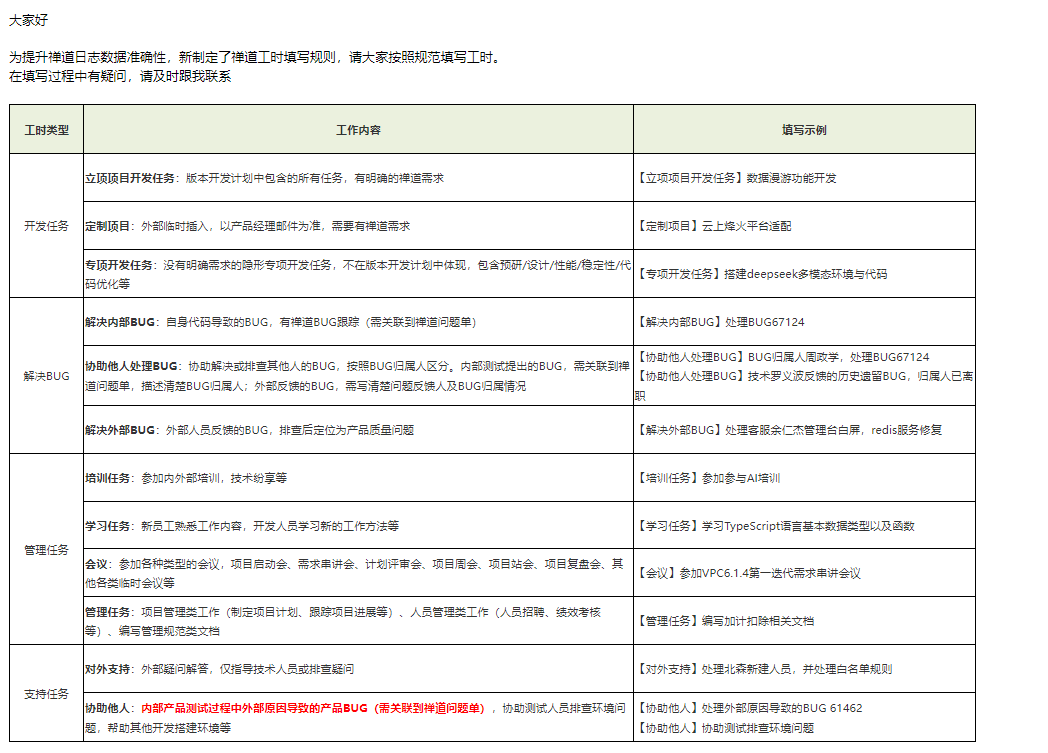 大家好
为提升禅道日志数据准确性，新制定了禅道工时填写规则，请大家按照规范填写工时。
在填写过程中有疑问，请及时跟我联系
工时类型 工作内容 填写示例
开发任务
立项项目开发任务：版本开发计划中包含的所有任务，有明确的禅道需求
【立项项目开发任务】数据漫游功能开发
定制项目：外部临时插入，以产品经理邮件为准，需要有禅道需求
【定制项目】云上烽火平台适配
专项开发任务：没有明确需求的隐形专项开发任务，不在版本开发计划中体现，包含预研/设计/性能/稳定性/代
码优化等
【专项开发任务】搭建deepseek多模态环境与代码
解决BUG
解决内部BUG：自身代码导致的BUG，有禅道BUG跟踪（需关联到禅道问题单）
【解决内部BUG】处理BUG67124
协助他人处理BUG：协助解决或排查其他人的BUG，按照BUG归属人区分。内部测试提出的BUG，需关联到禅
道问题单，描述清楚BUG归属人；外部反馈的BUG，需写清楚问题反馈人及BUG归属情况
【协助他人处理BUG】BUG归属人周政学，处理BUG67124
【协助他人处理BUG】技术罗义波反馈的历史遗留BUG，归属人已离
职
解决外部BUG：外部人员反馈的BUG，排查后定位为产品质量问题
【解决外部BUG】处理客服余仁杰管理台白屏，redis服务修复
管理任务
培训任务：参加内外部培训，技术纷享等
【培训任务】参加参与AI培训
学习任务：新员工熟悉工作内容，开发人员学习新的工作方法等
【学习任务】学习TypeScript语言基本数据类型以及函数
会议：参加各种类型的会议，项目启动会、需求串讲会、计划评审会、项目周会、项目站会、项目复盘会、其
他各类临时会议等
【会议】参加VPC6.1.4第一迭代需求串讲会议
管理任务：项目管理类工作（制定项目计划、跟踪项目进展等）、人员管理类工作（人员招聘、绩效考核
等）、编写管理规范类文档
【管理任务】编写加计扣除相关文档
支持任务
对外支持：外部疑问解答，仅指导技术人员或排查疑问
【对外支持】处理北森新建人员，并处理白名单规则
协助他人：内部产品测试过程中外部原因导致的产品BUG（需关联到禅道问题单），协助测试人员排查环境问
题，帮助其他开发搭建环境等
【协助他人】处理外部原因导致的BUG 61462
【协助他人】协助测试排查环境问题